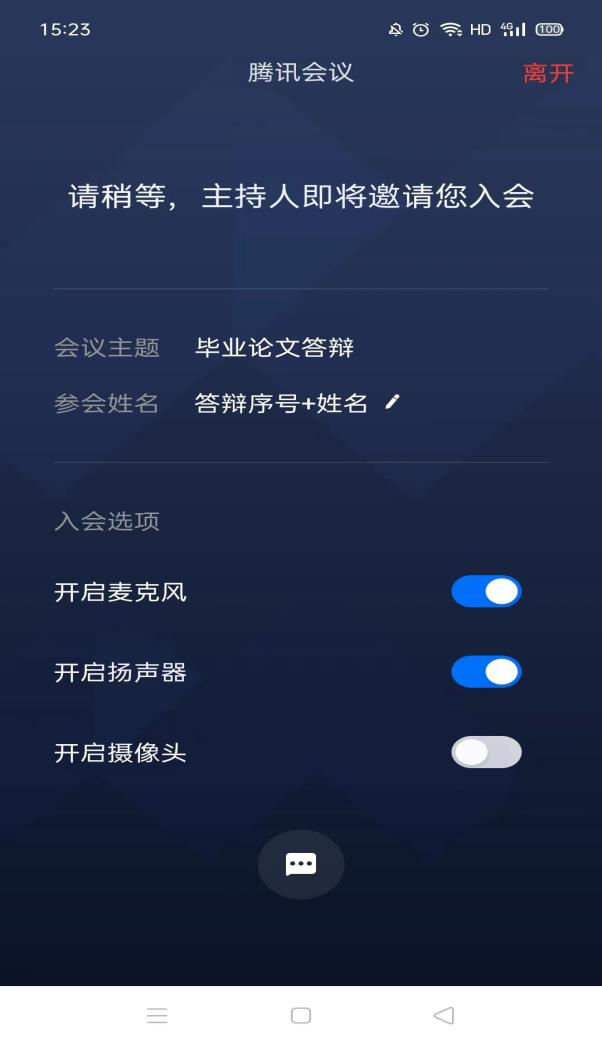 15:23 HD 4G 100
腾讯会议 离开
请稍等，主持人即将邀请您入会
会议主题 毕业论文答辩
参会姓名 答辩序号+姓名
入会选项
开启麦克风
开启扬声器
开启摄像头